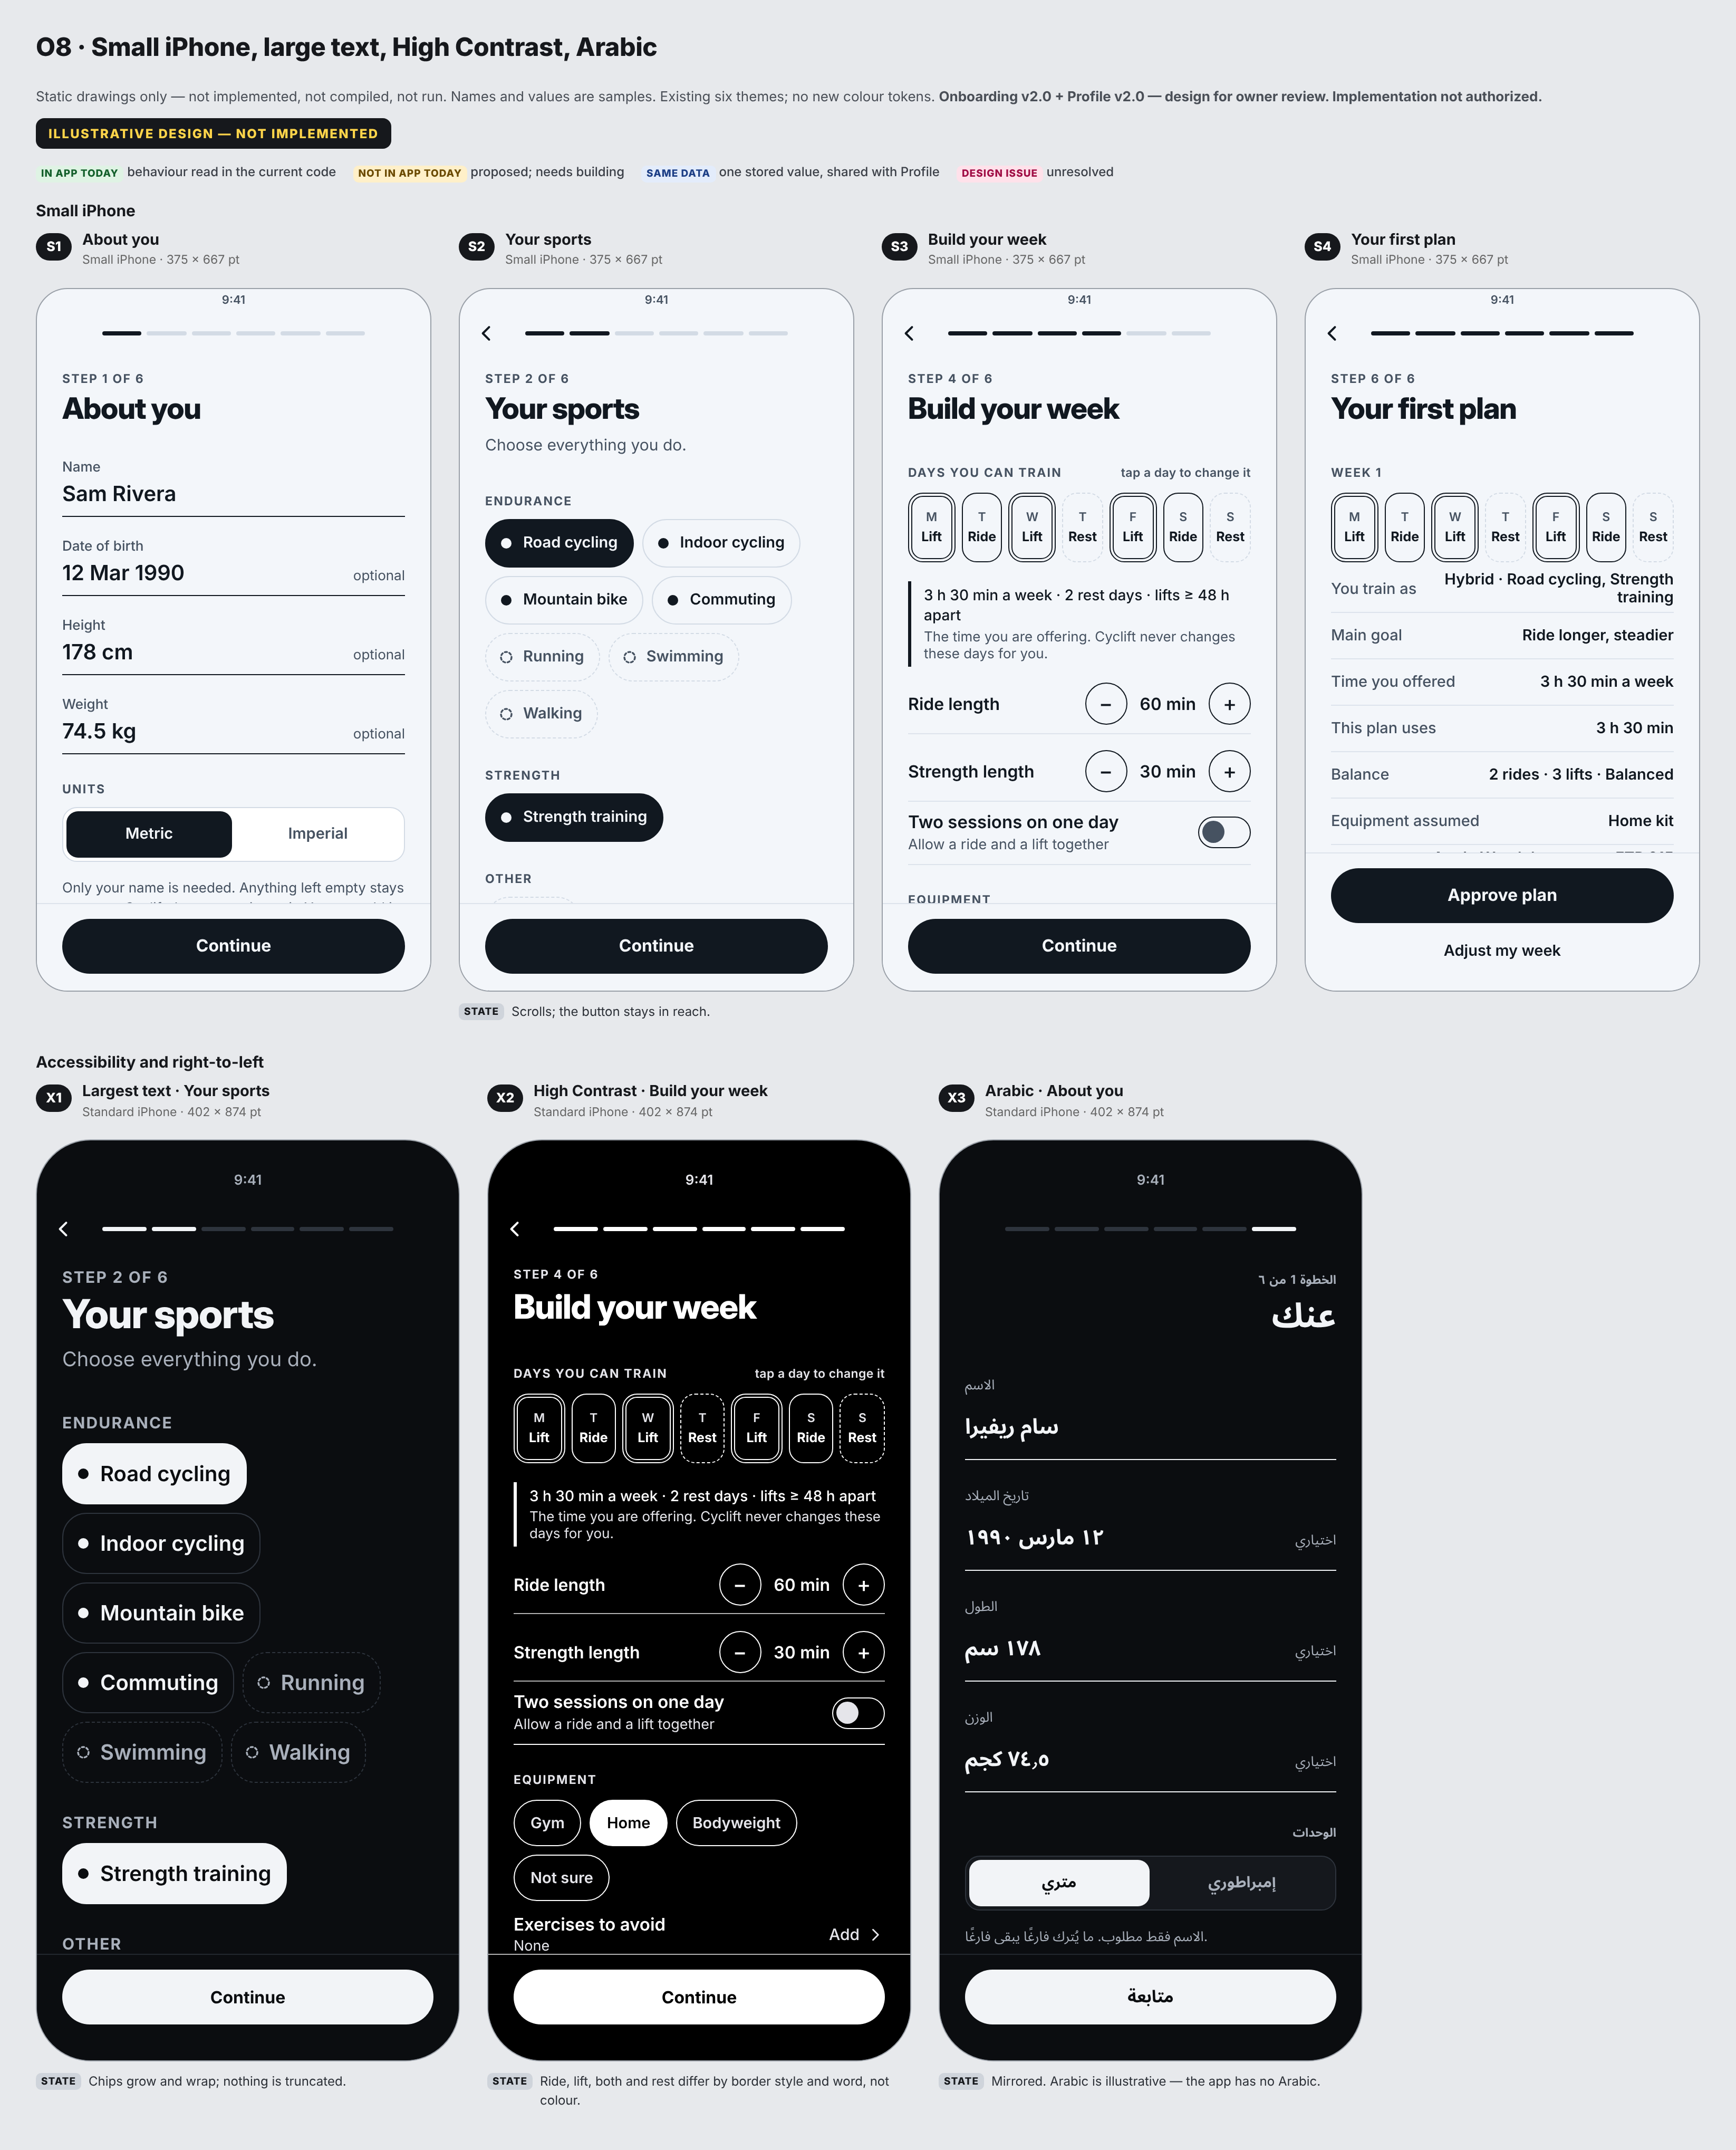 O8 · Small iPhone, large text, High Contrast, Arabic
Static drawings only — not implemented, not compiled, not run. Names and values are samples. Existing six themes; no new colour tokens. Onboarding v2.0 + Profile v2.0 — design for owner review. Implementation not authorized.
ILLUSTRATIVE DESIGN — NOT IMPLEMENTED
IN APP TODAY behaviour read in the current code NOT IN APP TODAY proposed; needs building SAME DATA one stored value, shared with Profile DESIGN ISSUE unresolved
Small iPhone
S1 About you
Small iPhone · 375 × 667 pt
9:41
STEP 1 OF 6
About you
Name
Sam Rivera
Date of birth
12 Mar 1990 optional
Height
178 cm optional
Weight
74.5 kg optional
UNITS
Metric Imperial
Only your name is needed. Anything left empty stays
Continue
S2 Your sports
Small iPhone · 375 × 667 pt
9:41
STEP 2 OF 6
Your sports
Choose everything you do.
ENDURANCE
Road cycling Indoor cycling
Mountain bike Commuting
Running Swimming
Walking
STRENGTH
Strength training
OTHER
Continue
STATE Scrolls; the button stays in reach.
S3 Build your week
Small iPhone · 375 × 667 pt
9:41
STEP 4 OF 6
Build your week
DAYS YOU CAN TRAIN tap a day to change it
M T W T F S S
Lift Ride Lift Rest Lift Ride Rest
3 h 30 min a week · 2 rest days · lifts ≥ 48 h
apart
The time you are offering. Cyclift never changes
these days for you.
Ride length − 60 min +
Strength length − 30 min +
Two sessions on one day
Allow a ride and a lift together
EQUIPMENT
Continue
S4 Your first plan
Small iPhone · 375 × 667 pt
9:41
STEP 6 OF 6
Your first plan
WEEK 1
M T W T F S S
Lift Ride Lift Rest Lift Ride Rest
You train as Hybrid · Road cycling, Strength
training
Main goal Ride longer, steadier
Time you offered 3 h 30 min a week
This plan uses 3 h 30 min
Balance 2 rides · 3 lifts · Balanced
Equipment assumed Home kit
Approve plan
Adjust my week
Accessibility and right-to-left
X1 Largest text · Your sports
Standard iPhone · 402 × 874 pt
9:41
STEP 2 OF 6
Your sports
Choose everything you do.
ENDURANCE
Road cycling
Indoor cycling
Mountain bike
Commuting Running
Swimming Walking
STRENGTH
Strength training
OTHER
Continue
STATE Chips grow and wrap; nothing is truncated.
X2 High Contrast · Build your week
Standard iPhone · 402 × 874 pt
9:41
STEP 4 OF 6
Build your week
DAYS YOU CAN TRAIN tap a day to change it
M T W T F S S
Lift Ride Lift Rest Lift Ride Rest
3 h 30 min a week · 2 rest days · lifts ≥ 48 h apart
The time you are offering. Cyclift never changes these
days for you.
Ride length − 60 min +
Strength length − 30 min +
Two sessions on one day
Allow a ride and a lift together
EQUIPMENT
Gym Home Bodyweight
Not sure
Exercises to avoid Add
None
Continue
STATE Ride, lift, both and rest differ by border style and word, not
colour.
X3 Arabic · About you
Standard iPhone · 402 × 874 pt
9:41
الخطوة 1 من ٦
عنك
الاسم
سام ريفيرا
تاريخ الميلاد
١٢ مارس ١٩٩٠ اختياري
الطول
١٧٨ سم اختياري
الوزن
٧٤٫٥ كجم اختياري
الوحدات
متري إمبراطوري
الاسم فقط مطلوب. ما يُترك فارغًا يبقى فارغًا.
متابعة
STATE Mirrored. Arabic is illustrative — the app has no Arabic.